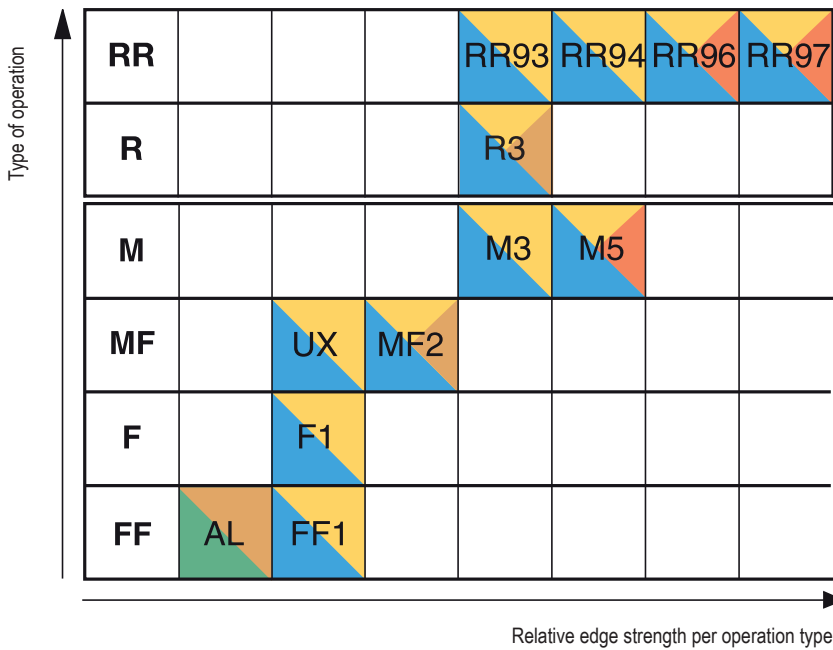 Type of operation
RR RR93 RR94 RR96 RR97
R R3
M M3 M5
MF UX MF2
F F1
FF AL FF1
Relative edge strength per operation type